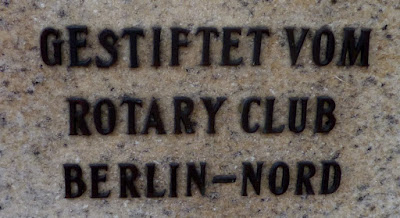 GESTIFTET VOM
ROTARY CLUB
BERLIN-NORD